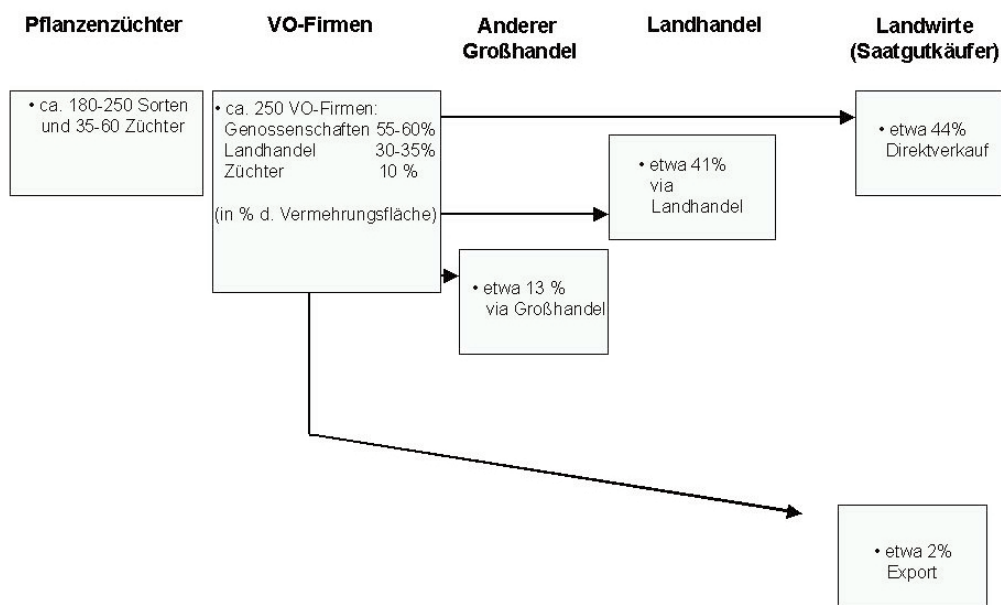 Pflanzenzüchter
VO-Firmen
Anderer
Großhandel
Landhandel
Landwirte
(Saatgutkäufer)
• ca. 180-250 Sorten
und 35-60 Züchter
• ca. 250 VO-Firmen:
Genossenschaften 55-60%
Landhandel 30-35%
Züchter 10 %
(in % d. Vermehrungsfläche)
• etwa 13 %
via Großhandel
• etwa 41%
via
Landhandel
• etwa 44%
Direktverkauf
• etwa 2%
Export